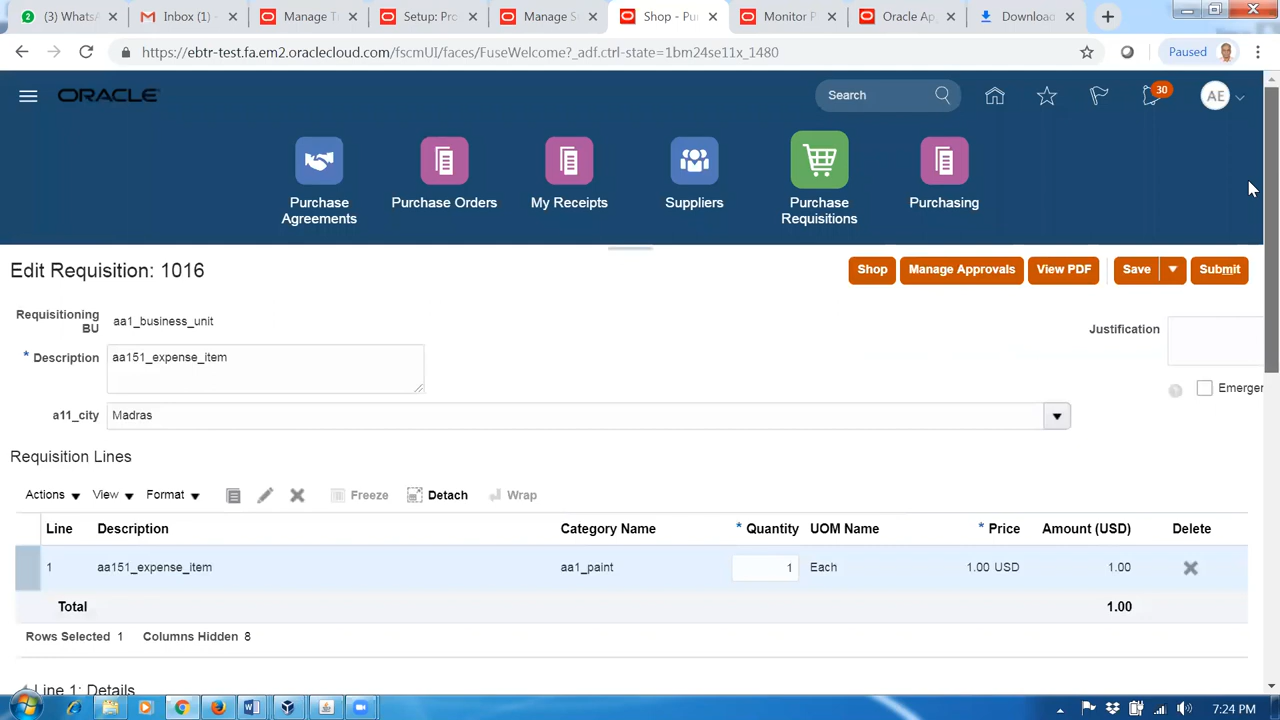 (3) WhatsA
Inbox (1) -
Manage T
Setup: Pro
Manage S
Shop - Pu
Monitor P
Oracle Ap
Download
https://ebtr-test.fa.em2.oraclecloud.com/fscmUI/faces/FuseWelcome?_adf.ctrl-state=1bm24se11x_1480
Paused
ORACLE
Search
30
AE
Purchase
Agreements
Purchase Orders
My Receipts
Suppliers
Purchase
Requisitions
Purchasing
Edit Requisition: 1016
Shop
Manage Approvals
View PDF
Save
Submit
Requisitioning
BU
aa1_business_unit
Justification
* Description
aa151_expense_item
Emergen
a11_city
Madras
Requisition Lines
Actions
View
Format
Freeze
Detach
Wrap
Line
Description
Category Name
* Quantity
UOM Name
* Price
Amount (USD)
Delete
1
aa151_expense_item
aa1_paint
1
Each
1.00 USD
1.00
Total
1.00
Rows Selected 1
Columns Hidden 8
Line 1: Details
7:24 PM